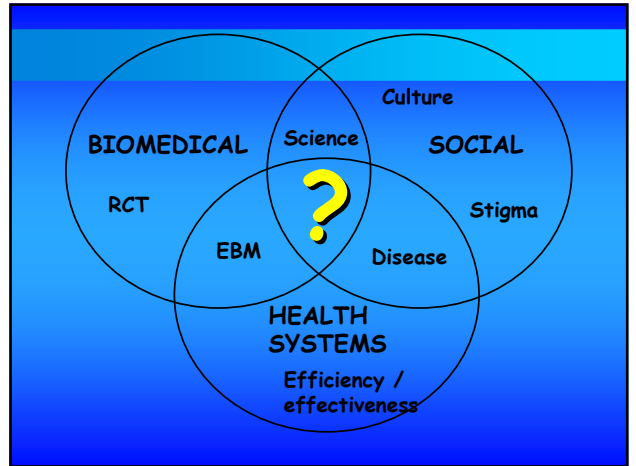 Culture
BIOMEDICAL
Science
SOCIAL
?
RCT
Stigma
EBM
Disease
HEALTH
SYSTEMS
Efficiency /
effectiveness